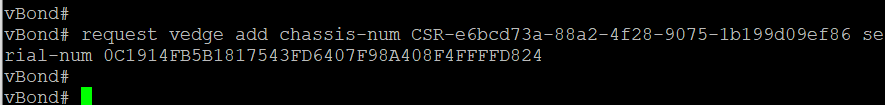 vBond#
vBond# request vedge add chassis-num CSR-e6bcd73a-88a2-4f28-9075-1b199d09ef86 se
rial-num 0C1914FB5B1817543FD6407F98A408F4FFFFD824
vBond#
vBond#